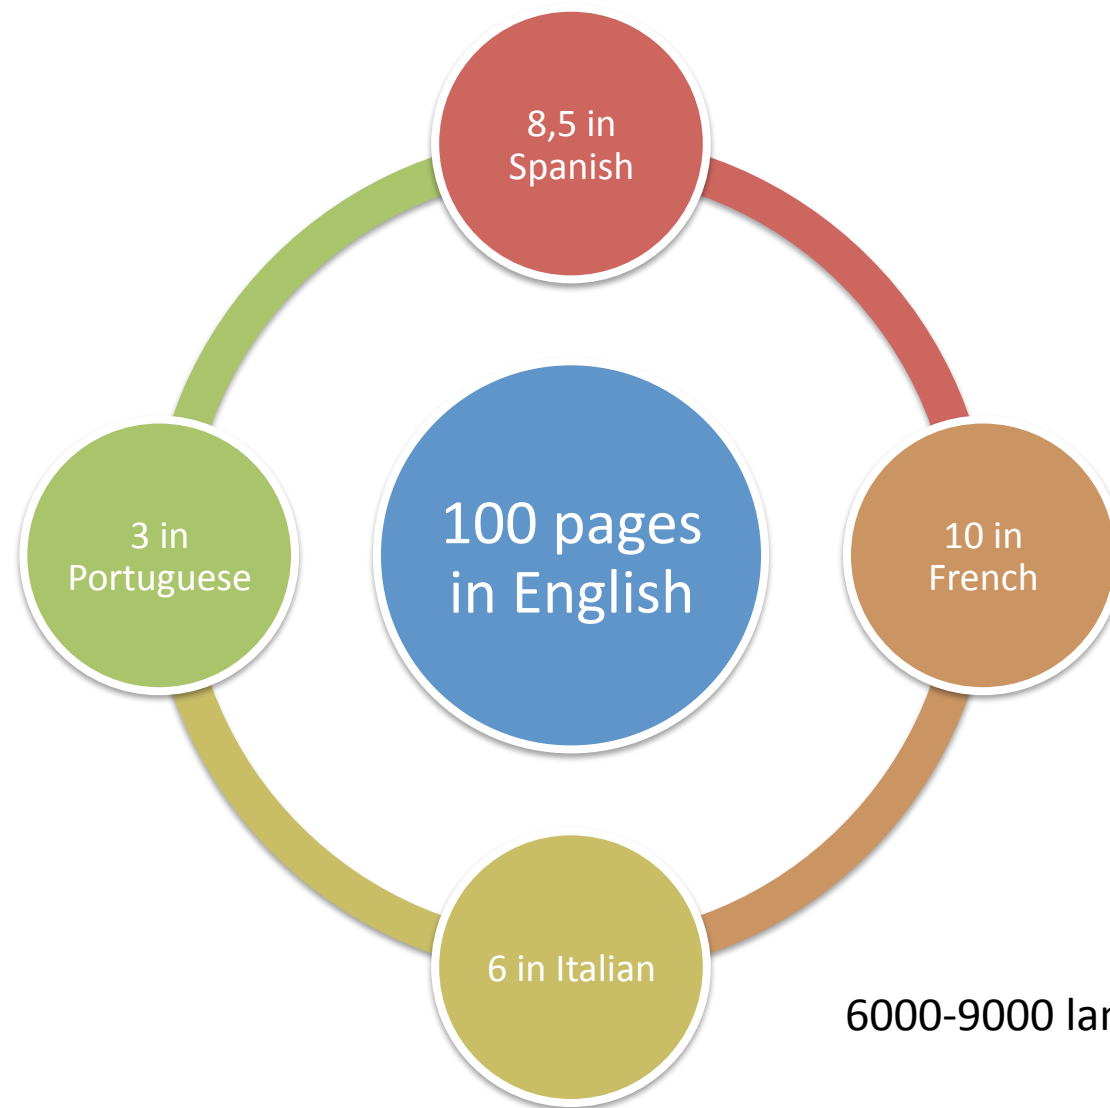 8,5 in
Spanish
3 in
Portuguese
100 pages
in English
10 in
French
6 in Italian
6000-9000